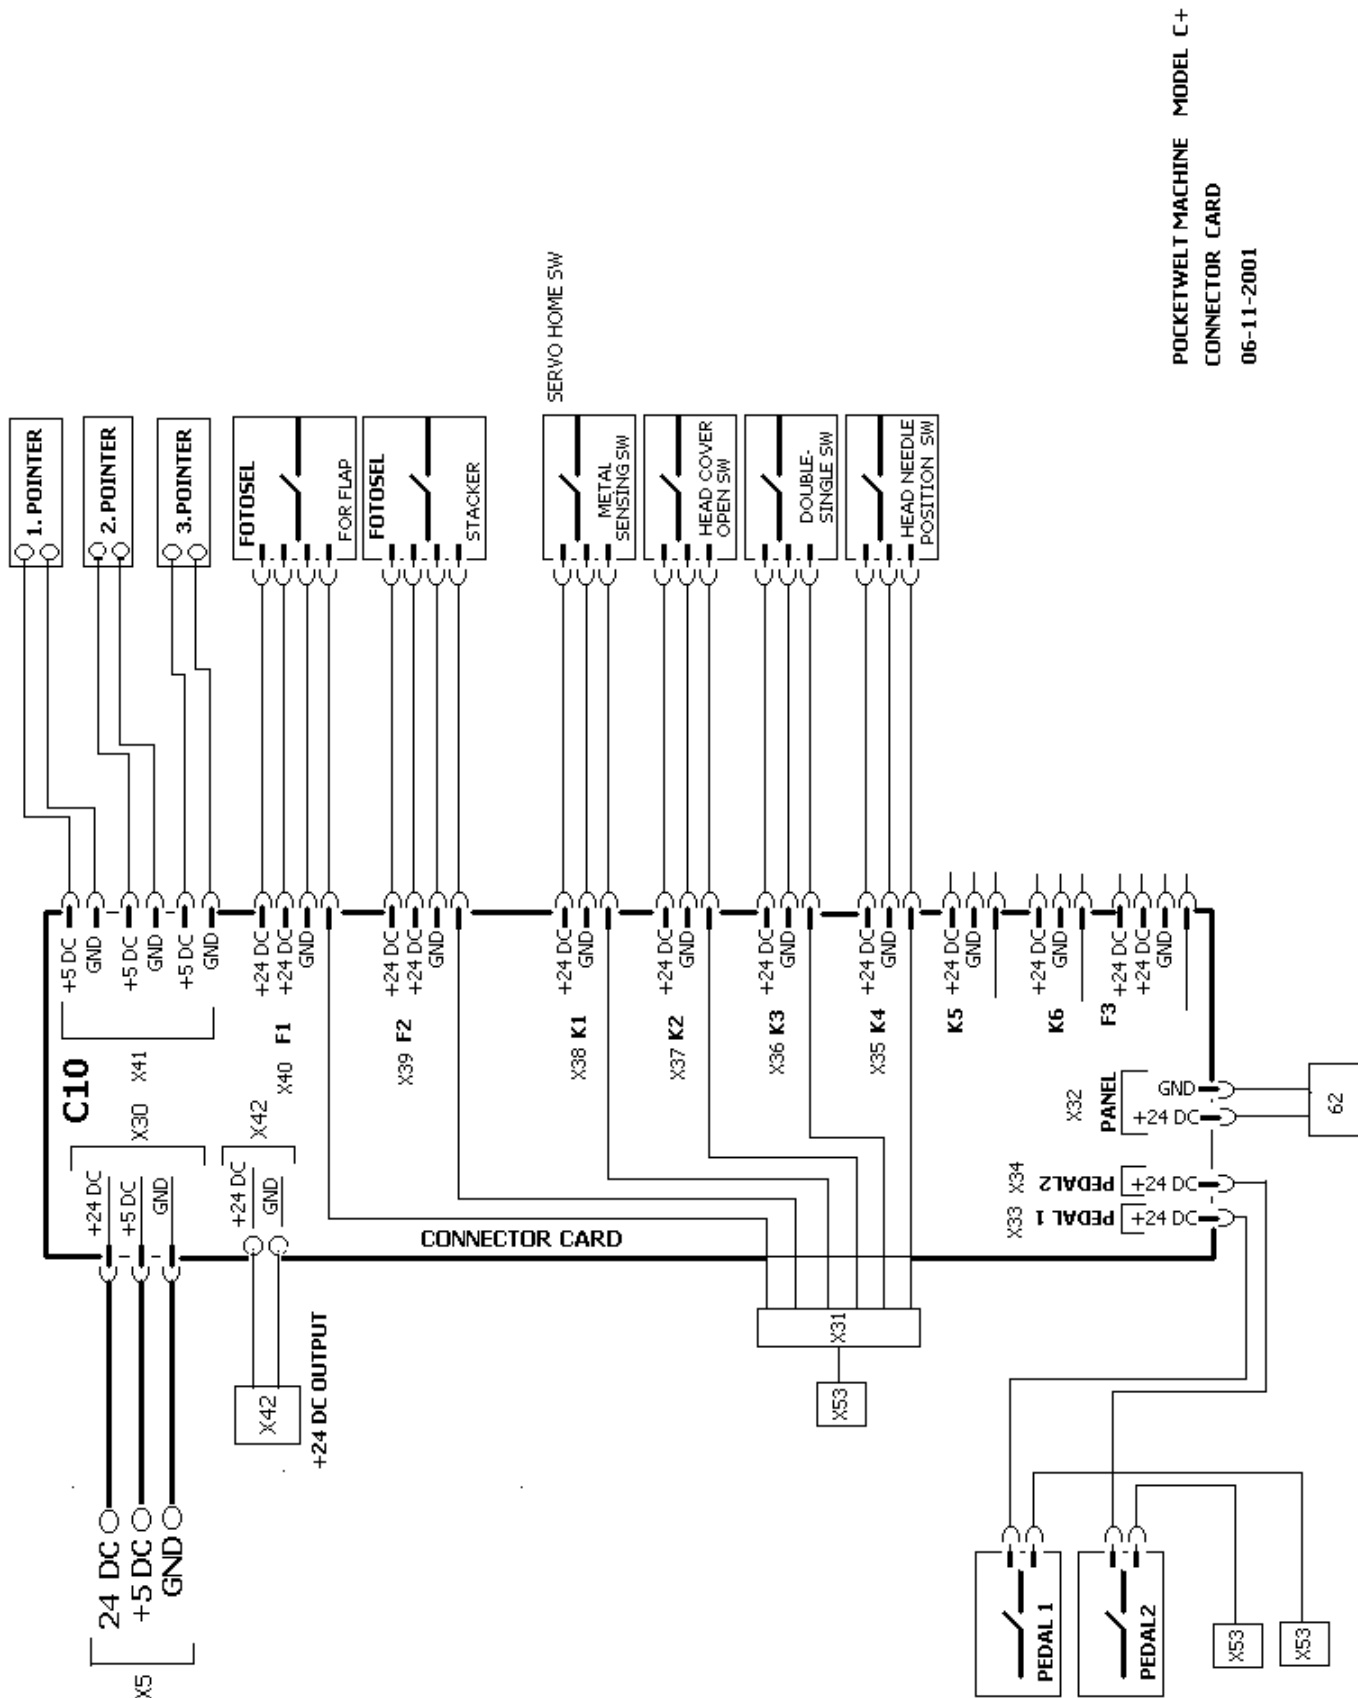 1. POINTER
2. POINTER
3.POINTER
FOTOSEL
FOR FLAP
FOTOSEL
STACKER
SERVO HOME SW
METAL
SENSING SW
HEAD COVER
OPEN SW
DOUBLE-
SINGLE SW
HEAD NEEDLE
POSITION SW
+5 DC
GND
+5 DC
GND
+5 DC
GND
+24 DC
+24 DC
GND
+24 DC
+24 DC
GND
+24 DC
GND
+24 DC
GND
+24 DC
GND
+24 DC
GND
+24 DC
GND
+24 DC
GND
+24 DC
+24 DC
GND
C10
X30
X41
X40 F1
X39 F2
X38 K1
X37 K2
X36 K3
X35 K4
K5
K6
F3
X42
+24 DC
+5 DC
GND
+24 DC
GND
CONNECTOR CARD
X33
PEDAL 1
+24 DC
X34
PEDAL2
+24 DC
X32
PANEL
+24 DC
GND
62
X42
+24 DC OUTPUT
X31
X53
24 DC
+5 DC
GND
X5
PEDAL 1
PEDAL2
X53
X53
POCKETWELT MACHINE MODEL C+
CONNECTOR CARD
06-11-2001